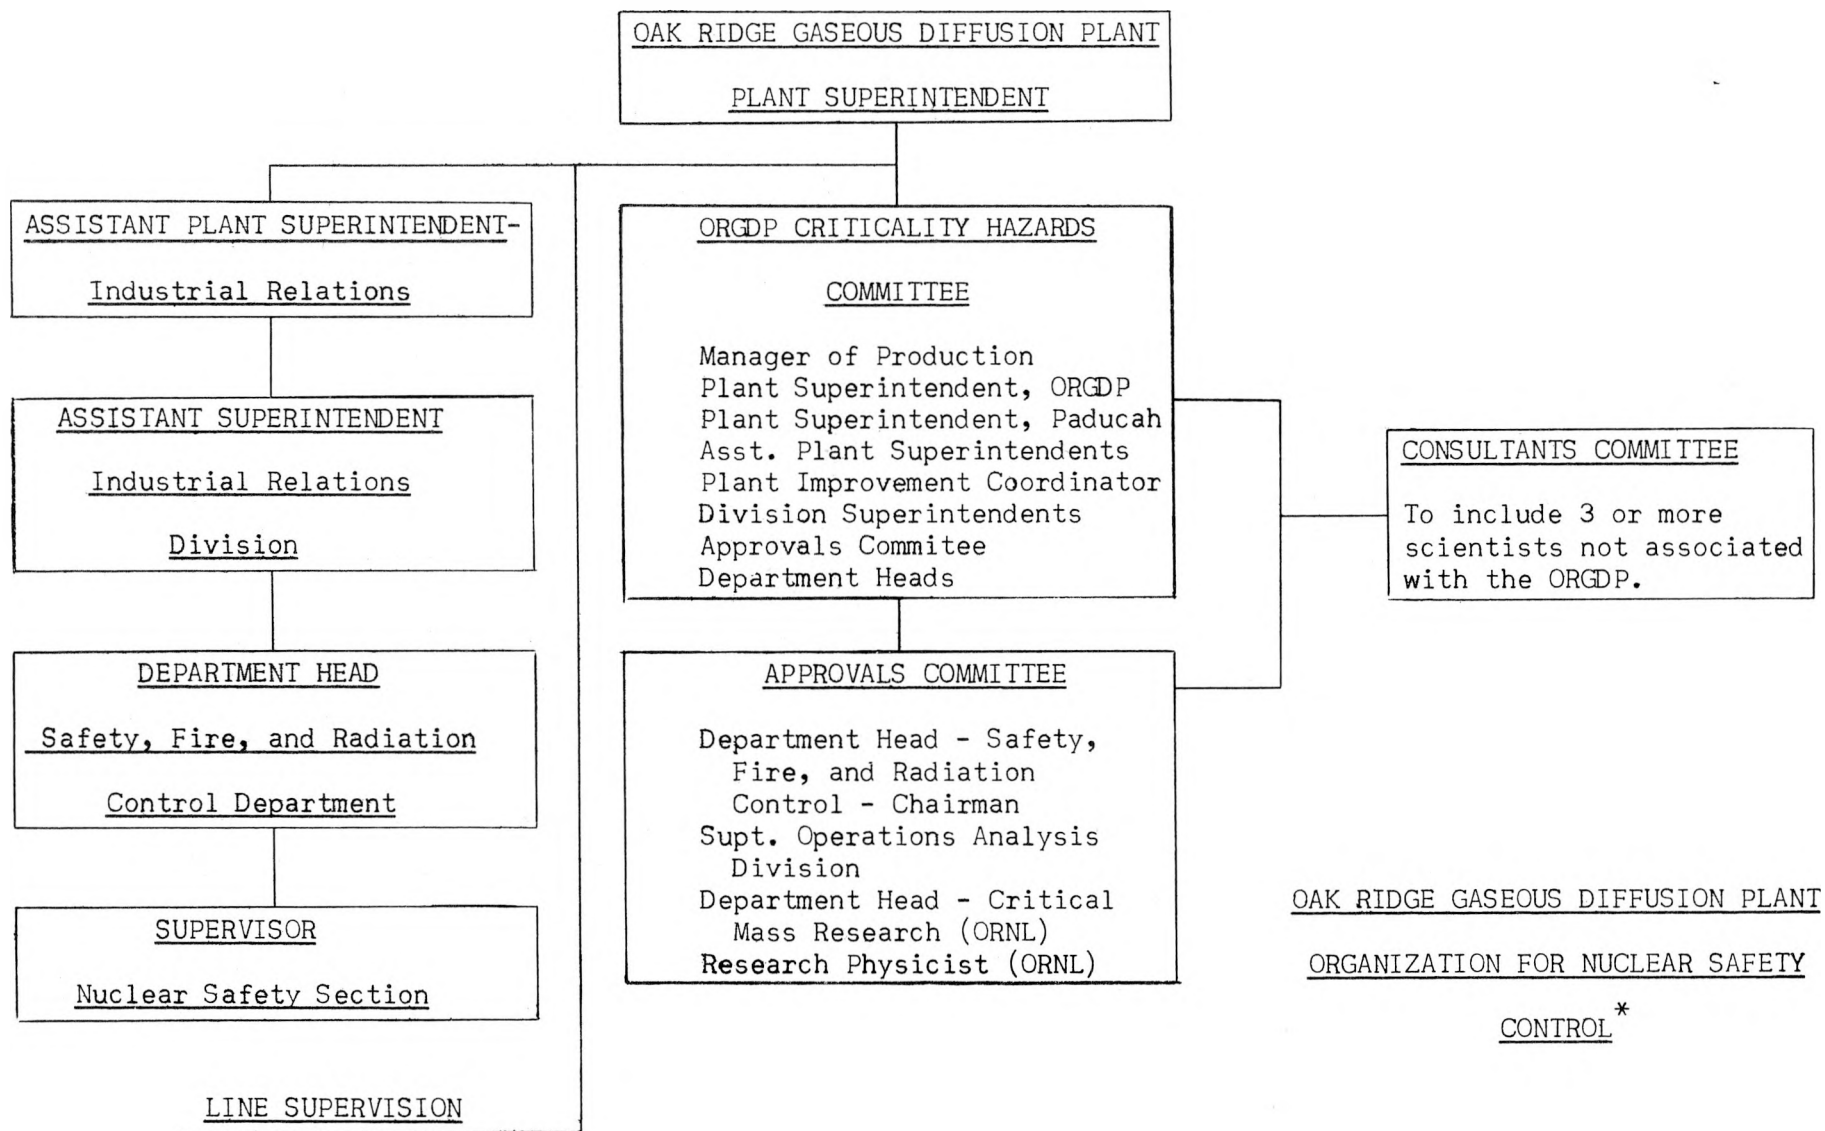 OAK RIDGE GASEOUS DIFFUSION PLANT
PLANT SUPERINTENDENT
ASSISTANT PLANT SUPERINTENDENT-
Industrial Relations
ASSISTANT SUPERINTENDENT
Industrial Relations
Division
DEPARTMENT HEAD
Safety, Fire, and Radiation
Control Department
SUPERVISOR
Nuclear Safety Section
LINE SUPERVISION
ORGDP CRITICALITY HAZARDS
COMMITTEE
Manager of Production
Plant Superintendent, ORGDP
Plant Superintendent, Paducah
Asst. Plant Superintendents
Plant Improvement Coordinator
Division Superintendents
Approvals Commitee
Department Heads
APPROVALS COMMITTEE
Department Head - Safety,
Fire, and Radiation
Control - Chairman
Supt. Operations Analysis
Division
Department Head - Critical
Mass Research (ORNL)
Research Physicist (ORNL)
CONSULTANTS COMMITTEE
To include 3 or more
scientists not associated
with the ORGDP.
OAK RIDGE GASEOUS DIFFUSION PLANT
ORGANIZATION FOR NUCLEAR SAFETY
CONTROL*